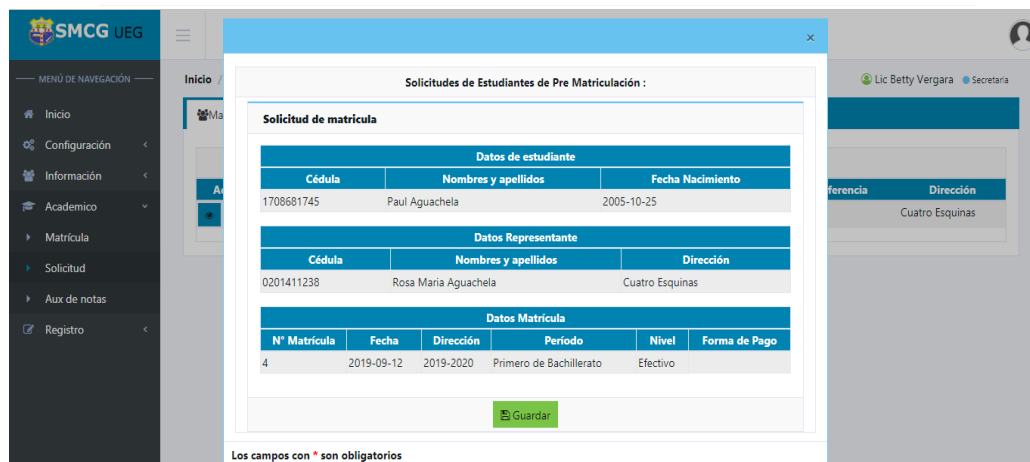 SMCG UEG
×
MENÚ DE NAVEGACIÓN
Inicio
Configuración
Información
Academico
Matrícula
Solicitud
Aux de notas
Registro
Inicio /
Lic Betty Vergara Secretaria
Solicitudes de Estudiantes de Pre Matriculación :
Solicitud de matricula
Datos de estudiante
Cédula Nombres y apellidos Fecha Nacimiento
1708681745 Paul Aguachela 2005-10-25
Datos Representante
Cédula Nombres y apellidos Dirección
0201411238 Rosa Maria Aguachela Cuatro Esquinas
Datos Matrícula
N° Matrícula Fecha Dirección Período Nivel Forma de Pago
4 2019-09-12 2019-2020 Primero de Bachillerato Efectivo
Guardar
Los campos con * son obligatorios
Dirección
Cuatro Esquinas